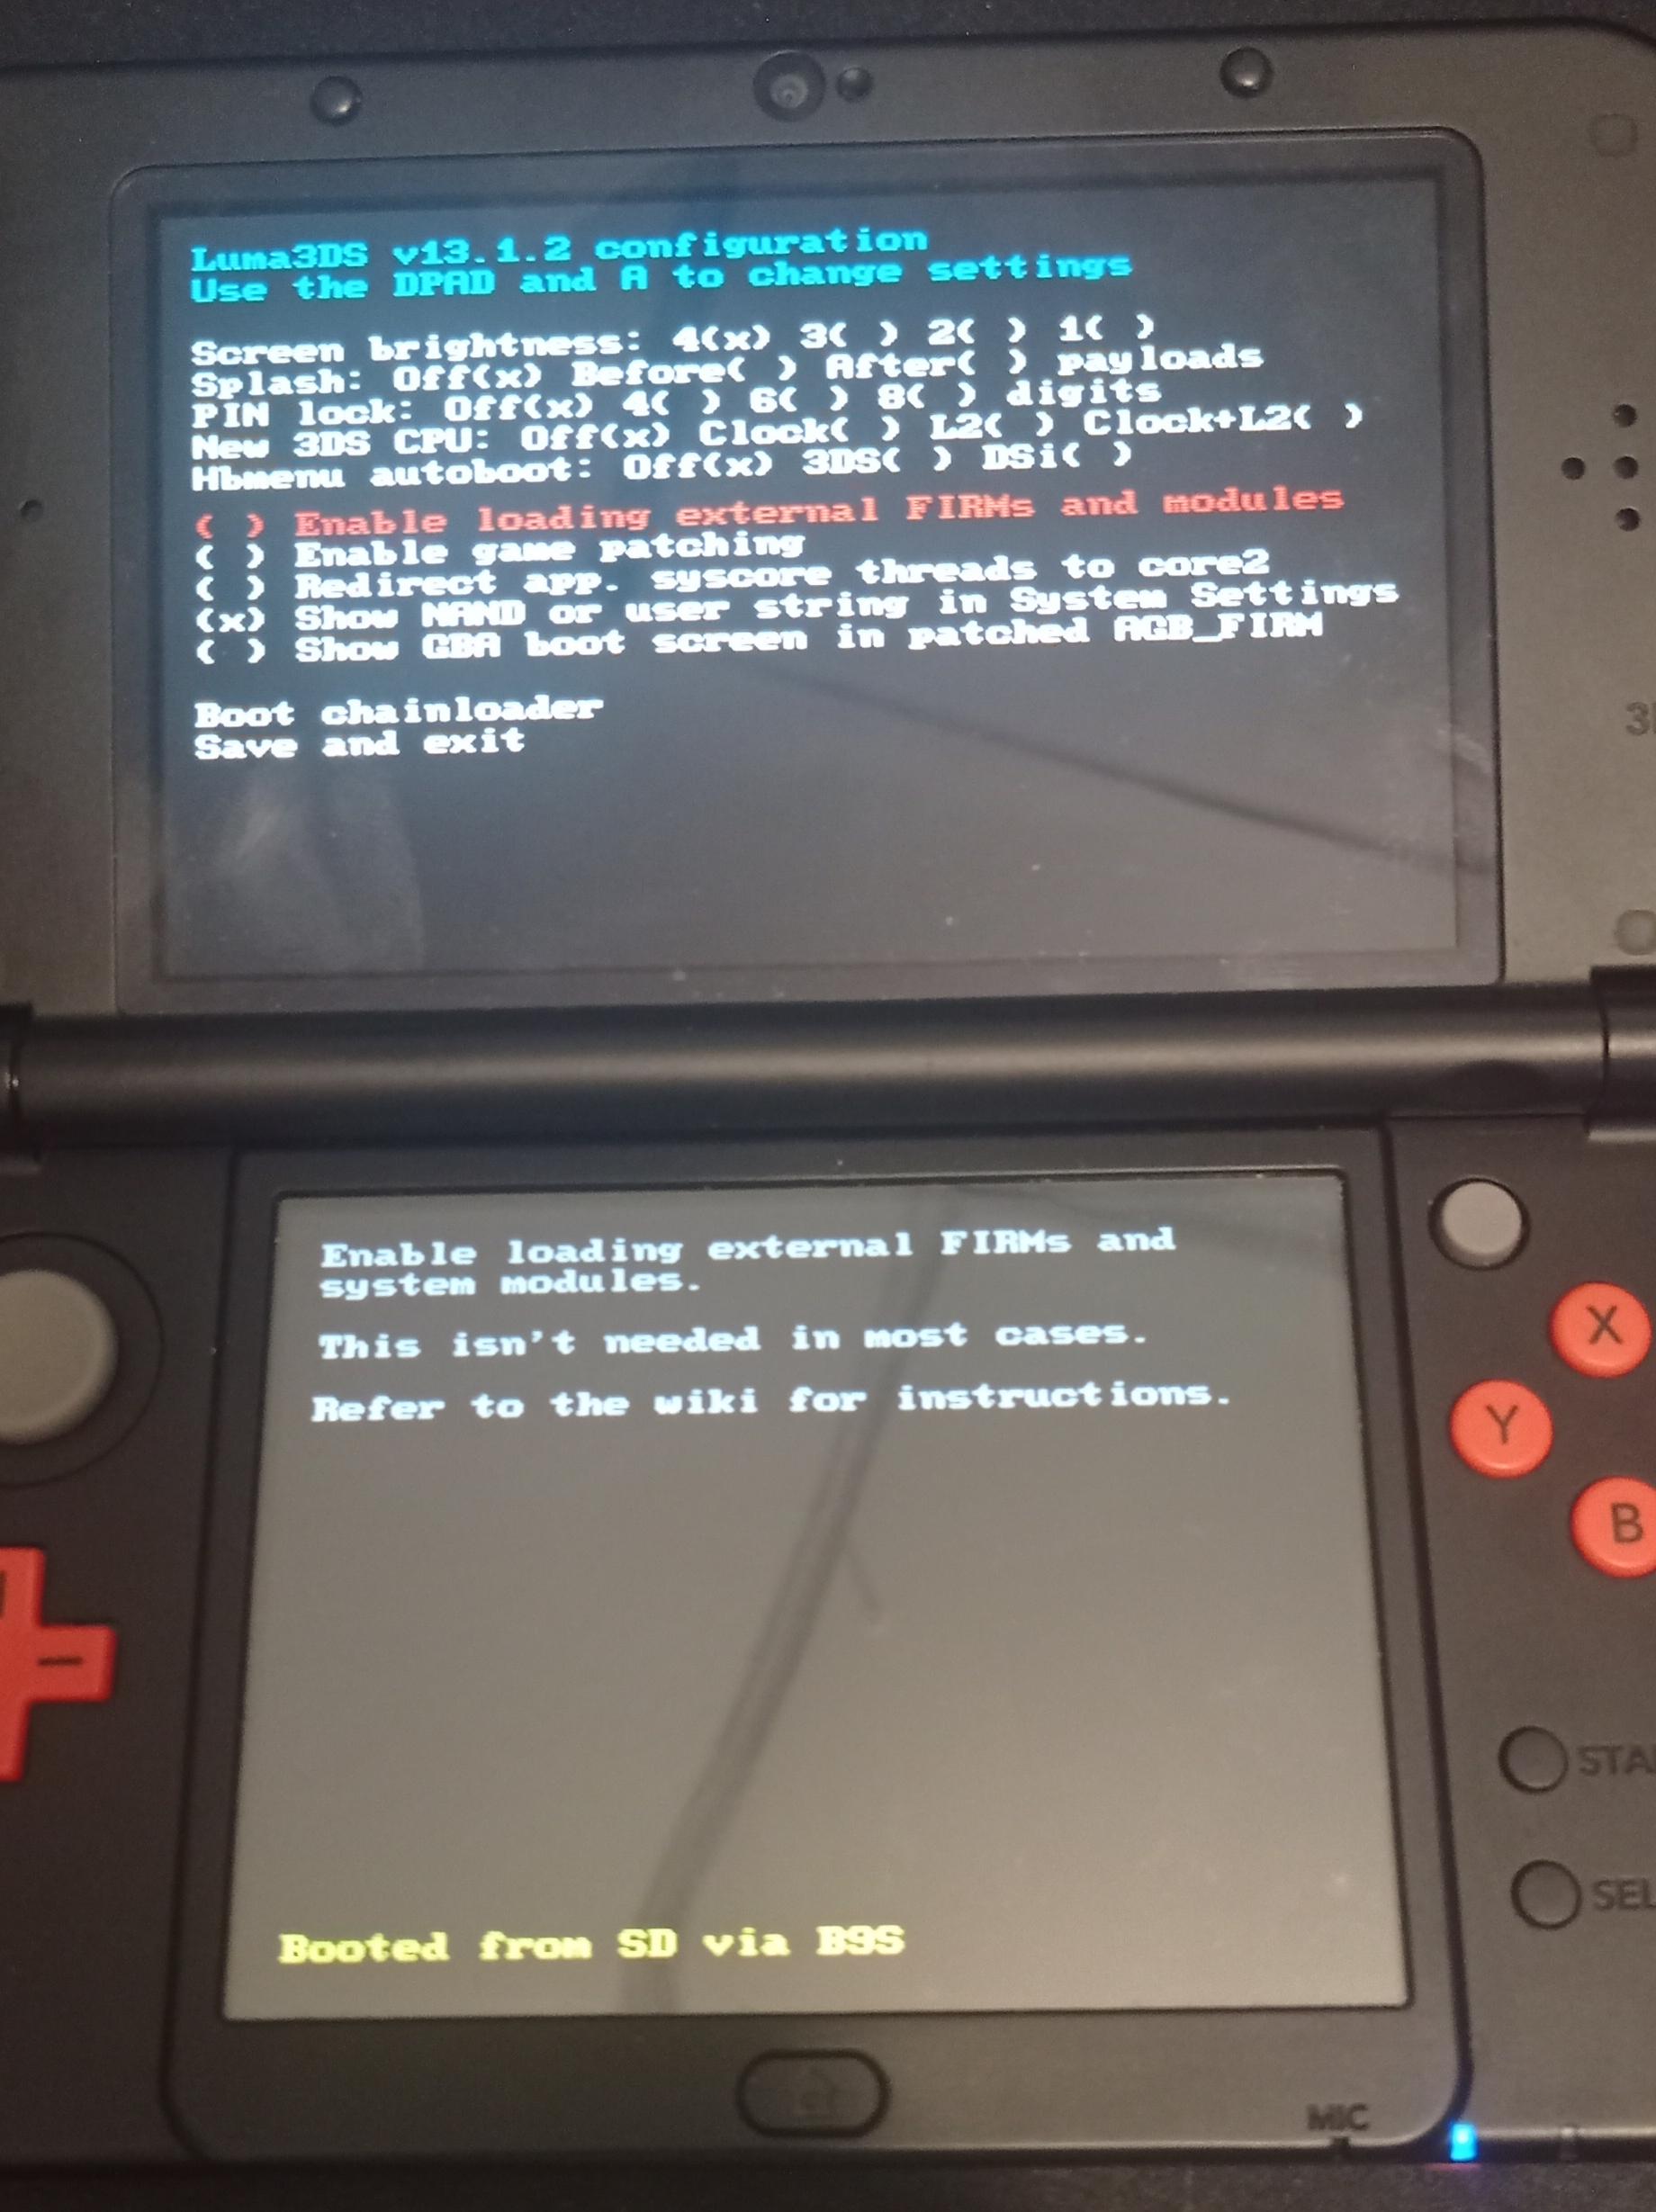 Luma3DS v13.1.2 configuration
Use the DPAD and A to change settings
Screen brightness: 4(x) 3( ) 2( ) 1( )
Splash: Off(x) Before( ) After( ) payloads
PIN lock: Off(x) 4( ) 6( ) 8( ) digits
New 3DS CPU: Off(x) Clock( ) L2( ) Clock+L2( )
Hbmenu autoboot: Off(x) 3DS( ) DSi( )
( ) Enable loading external FIRMs and modules
( ) Enable game patching
( ) Redirect app. syscore threads to core2
(x) Show NAND or user string in System Settings
( ) Show GBA boot screen in patched AGB_FIRM
Boot chainloader
Save and exit
Enable loading external FIRMs and
system modules.
This isn't needed in most cases.
Refer to the wiki for instructions.
Booted from SD via B9S
X
Y
B
STA
SEL
MIC